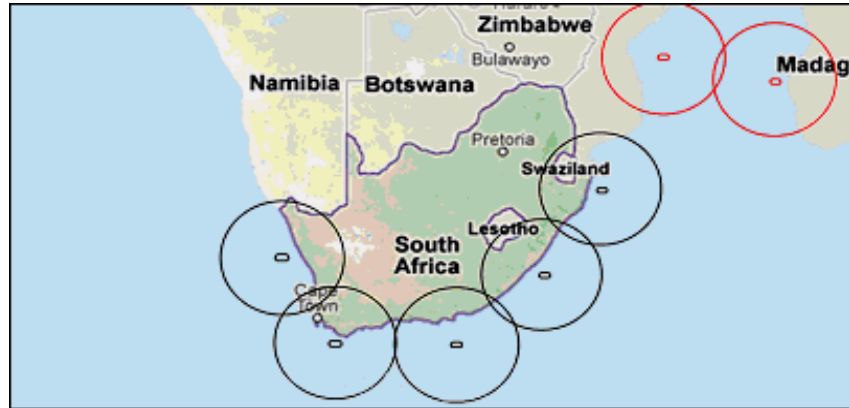 Zimbabwe
Bulawayo
Madag
Namibia
Botswana
Pretoria
Swaziland
Lesotho
South
Africa
Cape
Town